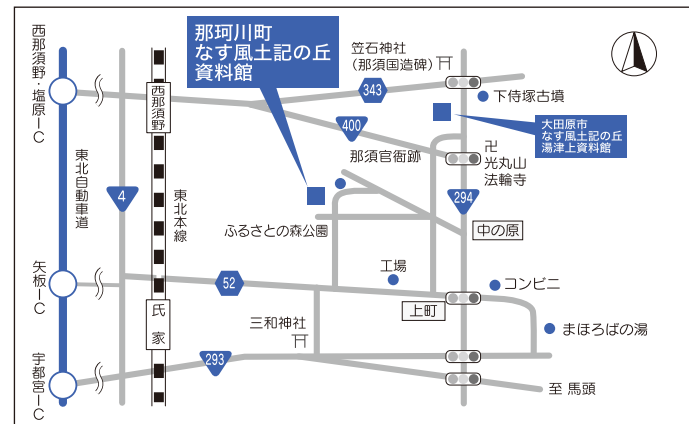 那珂川町
なす風土記の丘
資料館
笠石神社
(那須国造碑)
343
下侍塚古墳
大田原市
なす風土記の丘
湯津上資料館
西那須野・塩原IC
西那須野
400
那須官衙跡
卍
光丸山
法輪寺
東北自動車道
4
東北本線
294
ふるさとの森公園
中の原
矢板IC
52
工場
コンビニ
氏家
上町
三和神社
まほろばの湯
293
宇都宮IC
至 馬頭